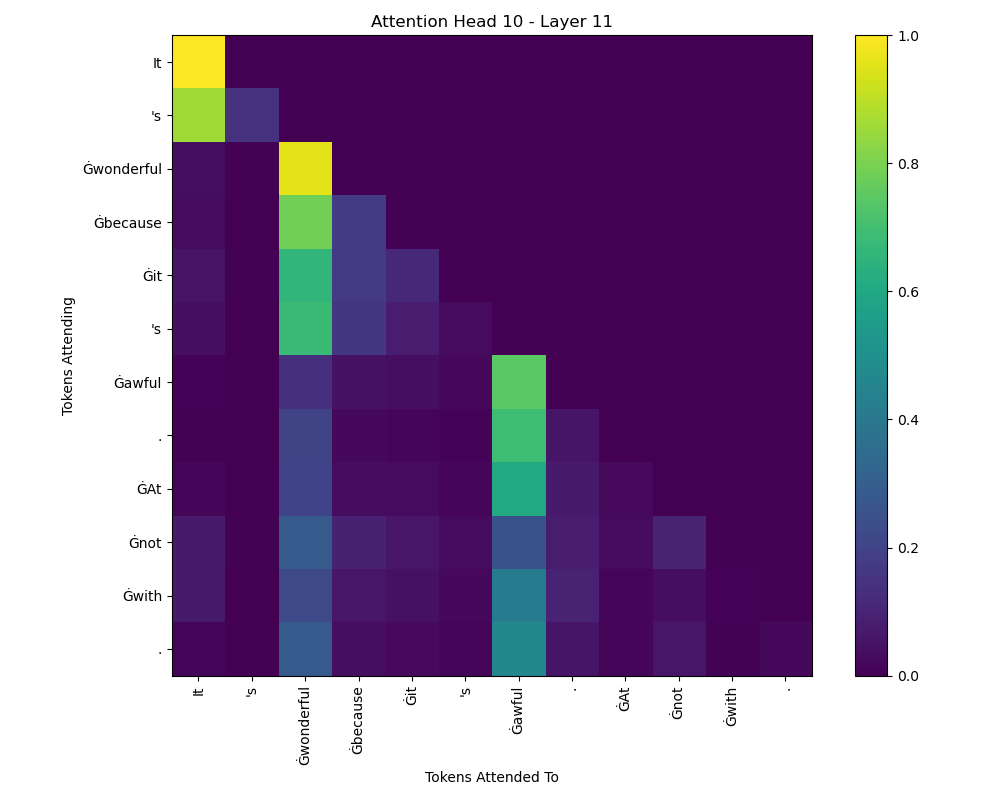 Attention Head 10 - Layer 11
It
's
Ġwonderful
Ġbecause
Ġit
's
Ġawful
.
ĠAt
Ġnot
Ġwith
.
Tokens Attending
It
's
Ġwonderful
Ġbecause
Ġit
's
Ġawful
.
ĠAt
Ġnot
Ġwith
.
Tokens Attended To
1.0
0.8
0.6
0.4
0.2
0.0